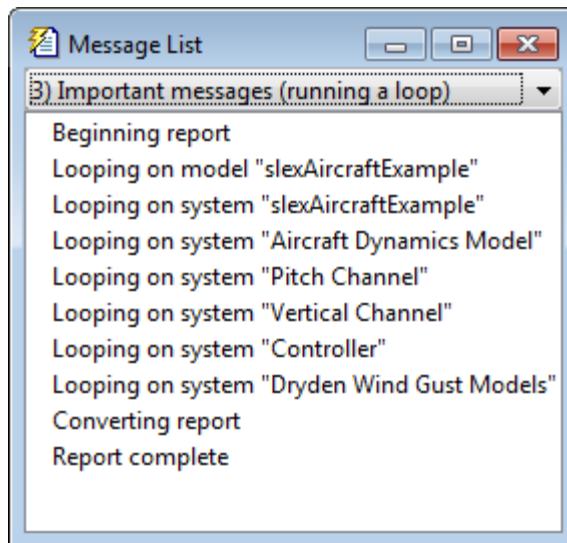 Message List
3) Important messages (running a loop)
Beginning report
Looping on model "slexAircraftExample"
Looping on system "slexAircraftExample"
Looping on system "Aircraft Dynamics Model"
Looping on system "Pitch Channel"
Looping on system "Vertical Channel"
Looping on system "Controller"
Looping on system "Dryden Wind Gust Models"
Converting report
Report complete